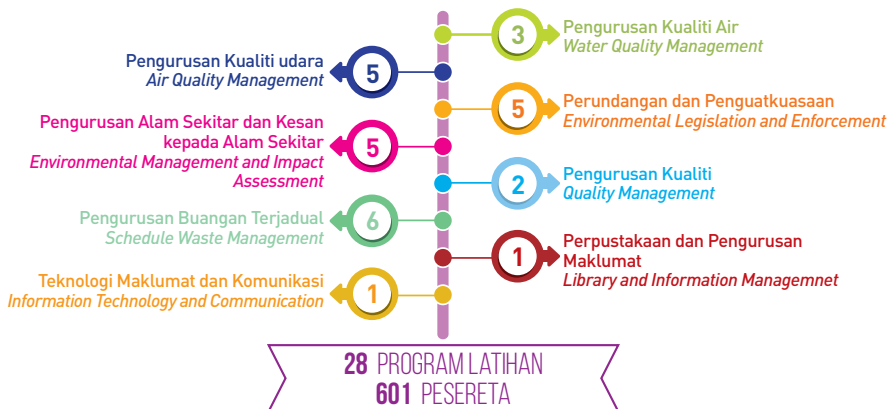 3
Pengurusan Kualiti Air
Water Quality Management
Pengurusan Kualiti udara
Air Quality Management
5
5
Perundangan dan Penguatkuasaan
Environmental Legislation and Enforcement
Pengurusan Alam Sekitar dan Kesan
kepada Alam Sekitar
Environmental Management and Impact
Assessment
5
2
Pengurusan Kualiti
Quality Management
Pengurusan Buangan Terjadual
Schedule Waste Management
6
1
Perpustakaan dan Pengurusan
Maklumat
Library and Information Managemnet
Teknologi Maklumat dan Komunikasi
Information Technology and Communication
1
28 PROGRAM LATIHAN
601 PESERETA